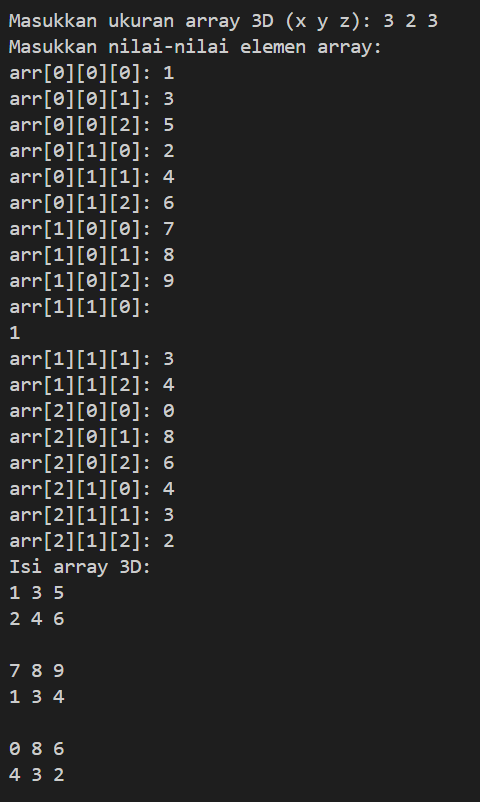 Masukkan ukuran array 3D (x y z): 3 2 3
Masukkan nilai-nilai elemen array:
arr[0][0][0]: 1
arr[0][0][1]: 3
arr[0][0][2]: 5
arr[0][1][0]: 2
arr[0][1][1]: 4
arr[0][1][2]: 6
arr[1][0][0]: 7
arr[1][0][1]: 8
arr[1][0][2]: 9
arr[1][1][0]:
1
arr[1][1][1]: 3
arr[1][1][2]: 4
arr[2][0][0]: 0
arr[2][0][1]: 8
arr[2][0][2]: 6
arr[2][1][0]: 4
arr[2][1][1]: 3
arr[2][1][2]: 2
Isi array 3D:
1 3 5
2 4 6

7 8 9
1 3 4

0 8 6
4 3 2